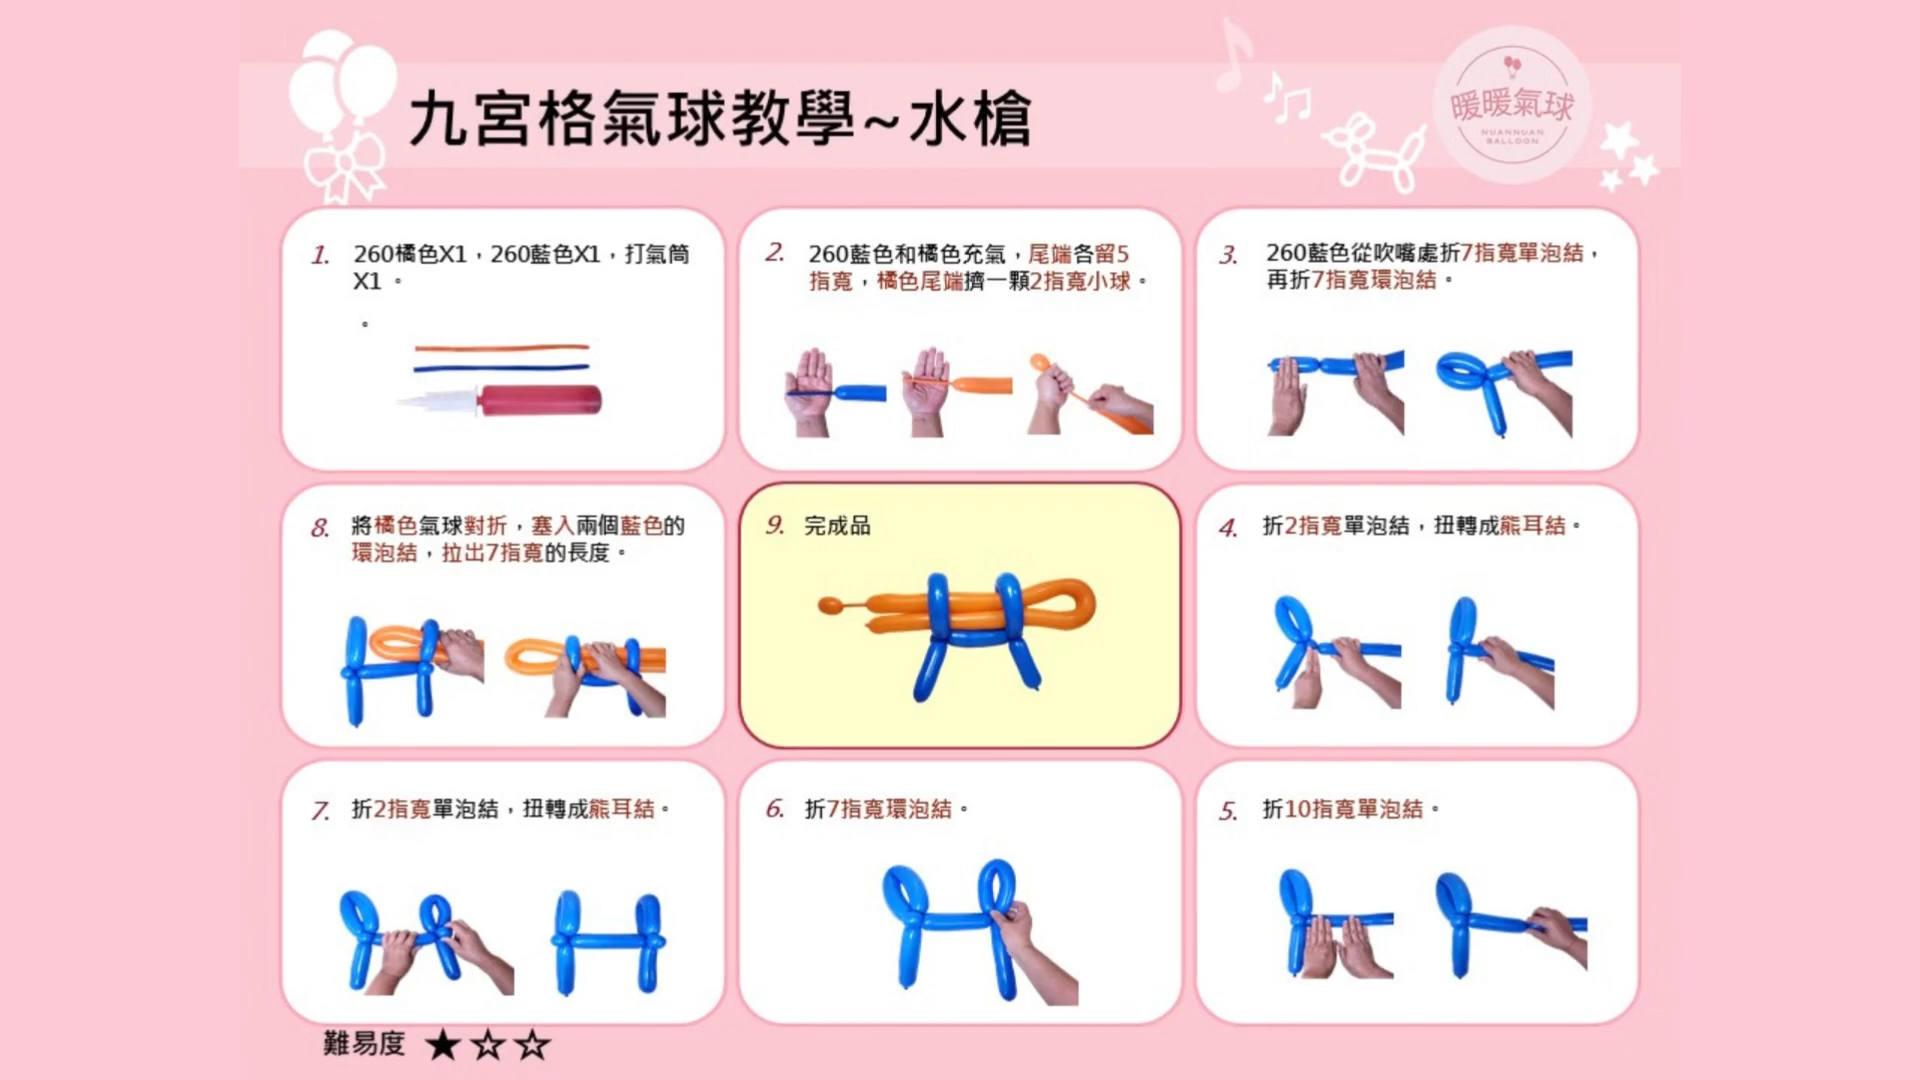 九宮格氣球教學~水槍
暖暖氣球
NUANNUAN
BALLOON
1. 260橘色X1，260藍色X1，打氣筒
X1。
。
2. 260藍色和橘色充氣，尾端各留5
指寬，橘色尾端擠一顆2指寬小球。
3. 260藍色從吹嘴處折7指寬單泡結，
再折7指寬環泡結。
4. 折2指寬單泡結，扭轉成熊耳結。
5. 折10指寬單泡結。
6. 折7指寬環泡結。
7. 折2指寬單泡結，扭轉成熊耳結。
8. 將橘色氣球對折，塞入兩個藍色的
環泡結，拉出7指寬的長度。
9. 完成品
難易度 ★☆☆